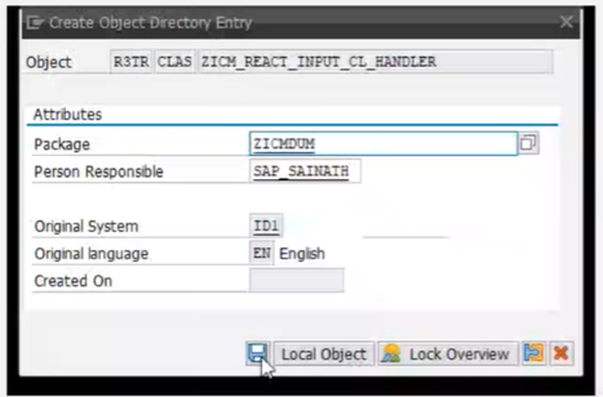 Create Object Directory Entry
Object R3TR CLAS ZICM_REACT_INPUT_CL_HANDLER
Attributes
Package ZICMDUM
Person Responsible SAP_SAINATH
Original System ID1
Original language EN English
Created On
Local Object Lock Overview